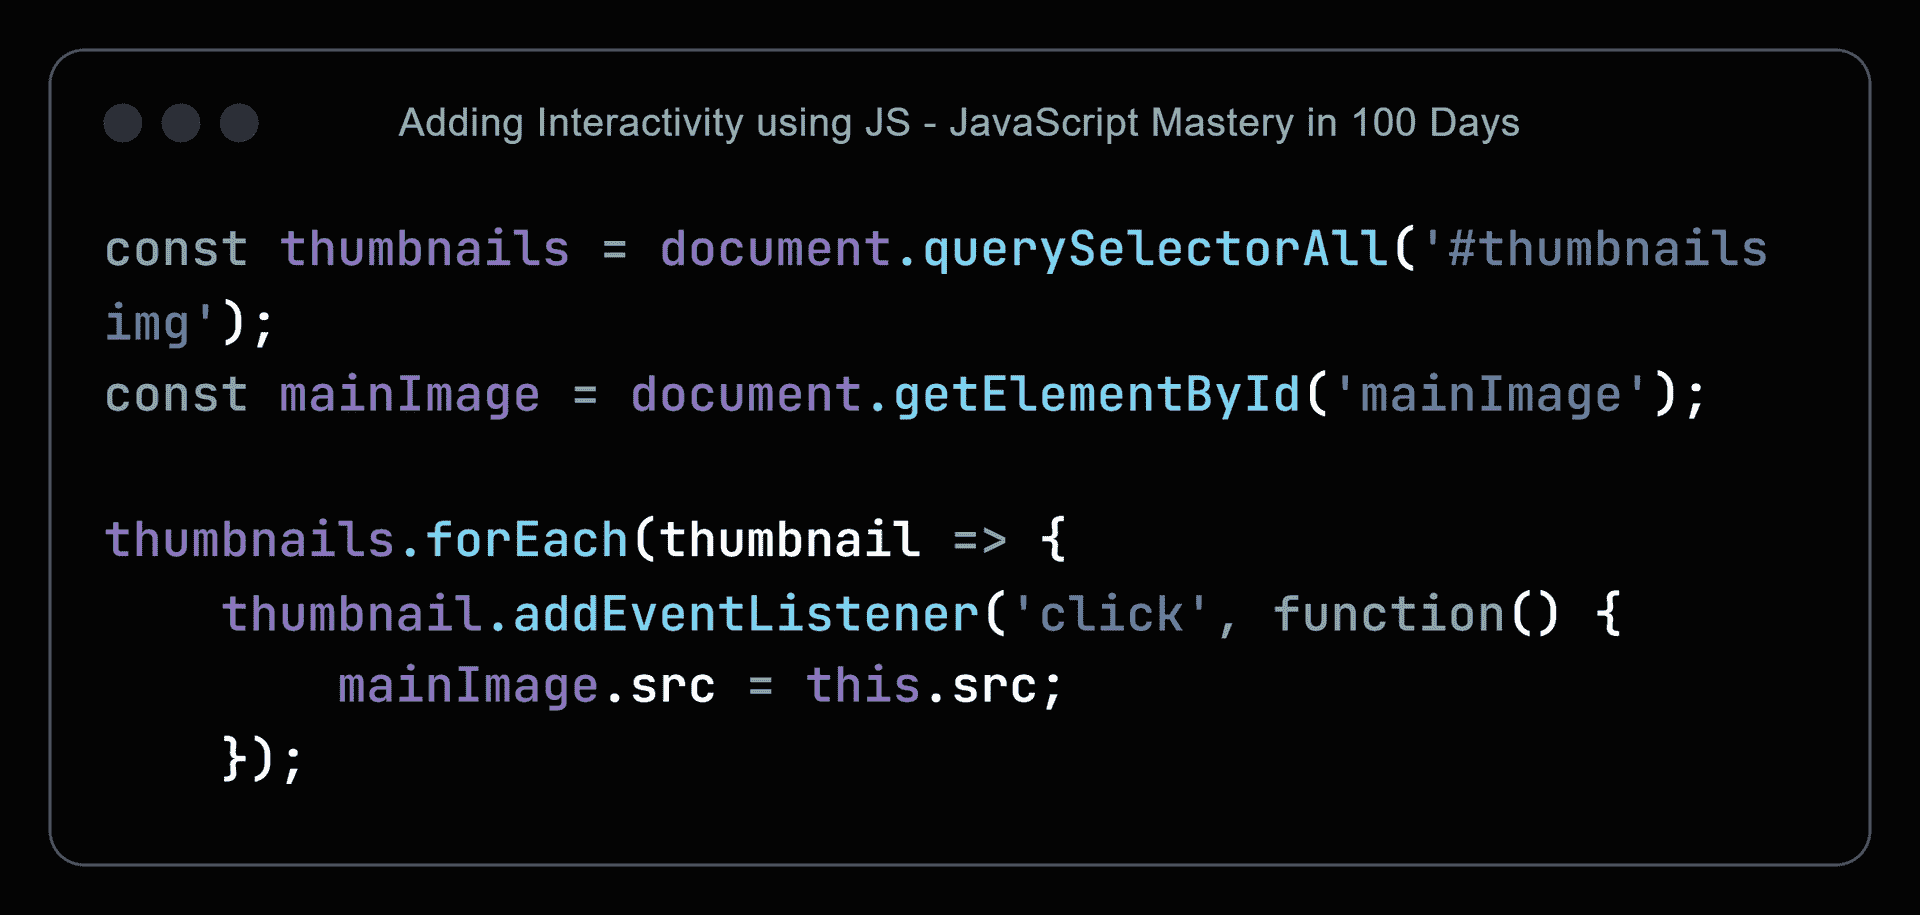 Adding Interactivity using JS - JavaScript Mastery in 100 Days
const thumbnails = document.querySelectorAll('#thumbnails
img');
const mainImage = document.getElementById('mainImage');
thumbnails.forEach(thumbnail => {
    thumbnail.addEventListener('click', function() {
        mainImage.src = this.src;
    });